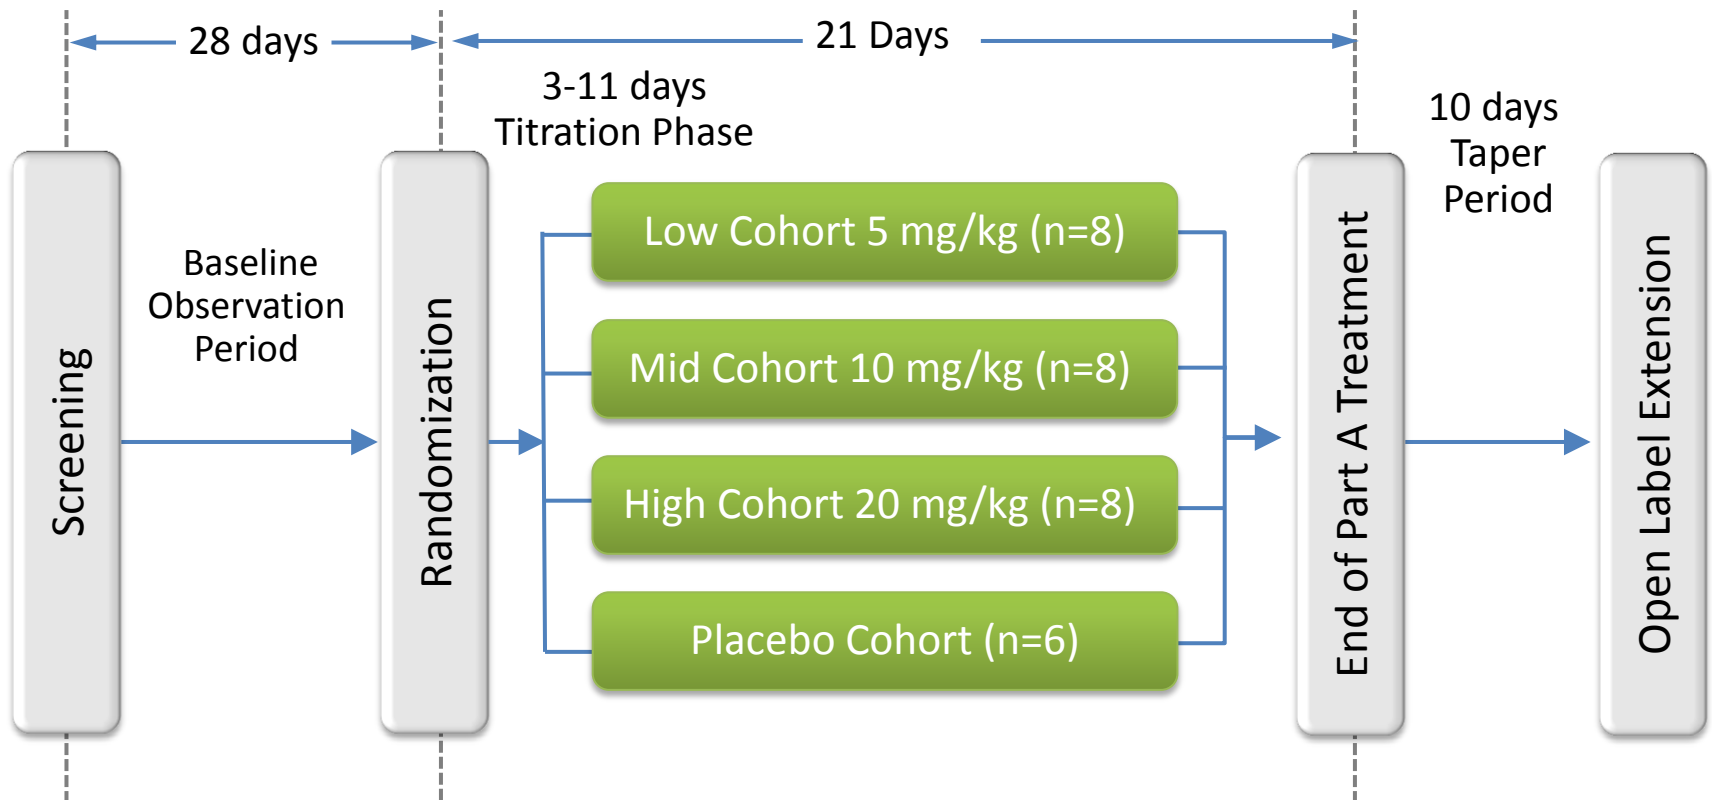 28 days
21 Days
3-11 days
Titration Phase
10 days
Taper
Period
Screening
Baseline
Observation
Period
Randomization
Low Cohort 5 mg/kg (n=8)
Mid Cohort 10 mg/kg (n=8)
High Cohort 20 mg/kg (n=8)
Placebo Cohort (n=6)
End of Part A Treatment
Open Label Extension